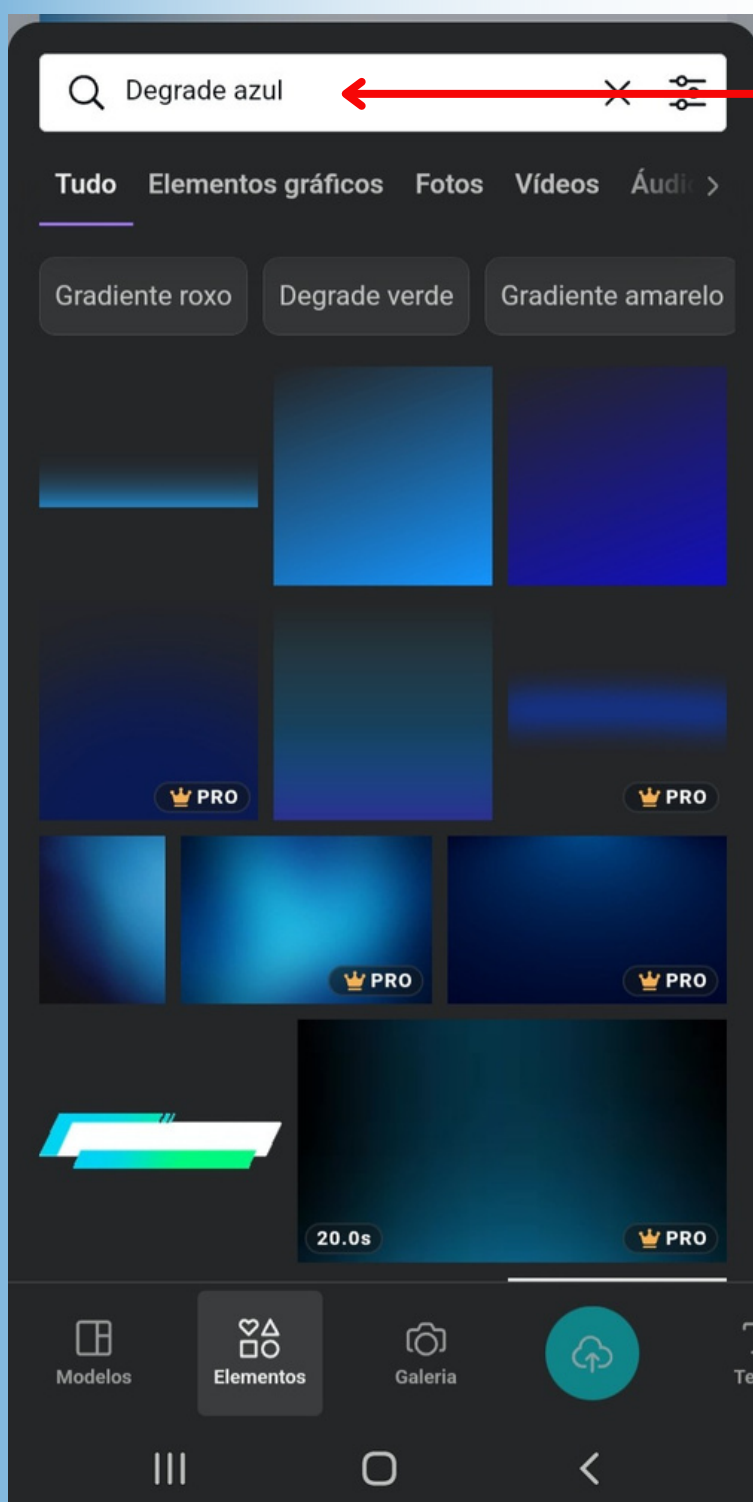 Degrade azul
Tudo Elementos gráficos Fotos Vídeos
Gradiente roxo Degrade verde Gradiente amarelo
PRO PRO
PRO PRO
20.0s PRO
Modelos Elementos Galeria